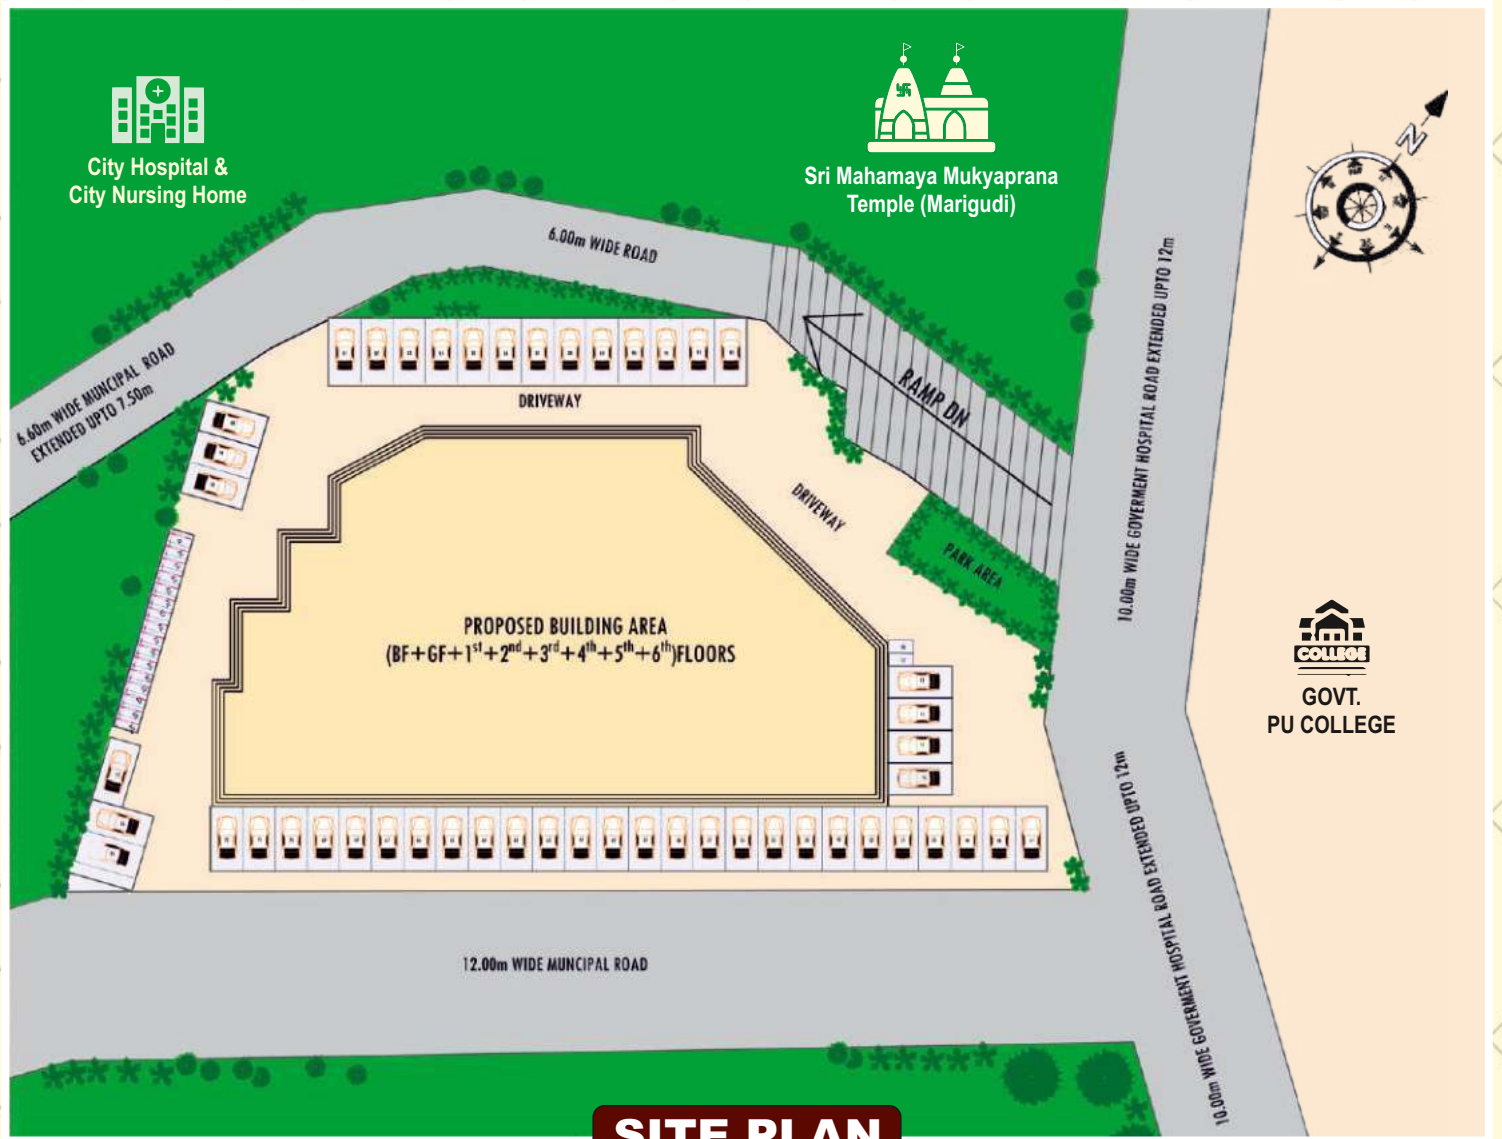 City Hospital &
City Nursing Home
Sri Mahamaya Mukyaprana
Temple (Marigudi)
N
6.00m WIDE ROAD
6.60m WIDE MUNCIPAL ROAD
EXTENDED UPTO 7.50m
DRIVEWAY
RAMP DN
DRIVEWAY
PARK AREA
10.00m WIDE GOVERMENT HOSPITAL ROAD EXTENDED UPTO 12m
PROPOSED BUILDING AREA
(BF+GF+1st+2nd+3rd+4th+5th+6th)FLOORS
COLLEGE
GOVT.
PU COLLEGE
10.00m WIDE GOVERMENT HOSPITAL ROAD EXTENDED UPTO 12m
12.00m WIDE MUNCIPAL ROAD
SITE PLAN